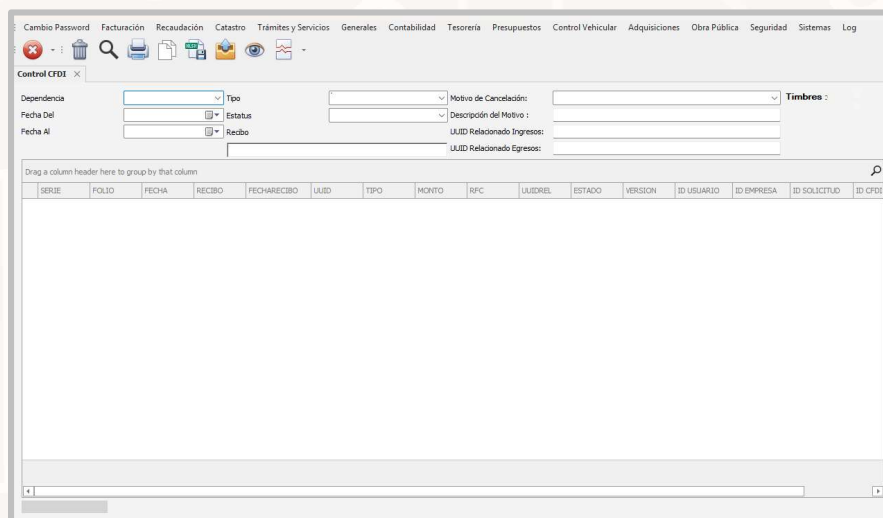 Cambio Password Facturación Recaudación Catastro Trámites y Servicios Generales Contabilidad Tesorería Presupuestos Control Vehicular Adquisiciones Obra Pública Seguridad Sistemas Log
Control CFDI ×
Dependencia Tipo Motivo de Cancelación: Timbres :
Fecha Del Estatus Descripción del Motivo :
Fecha Al Recibo UUID Relacionado Ingresos:
UUID Relacionado Egresos:
Drag a column header here to group by that column
SERIE FOLIO FECHA RECIBO FECHARECIBO UUID TIPO MONTO RFC UUIDREL ESTADO VERSION ID USUARIO ID EMPRESA ID SOLICITUD ID CFDI